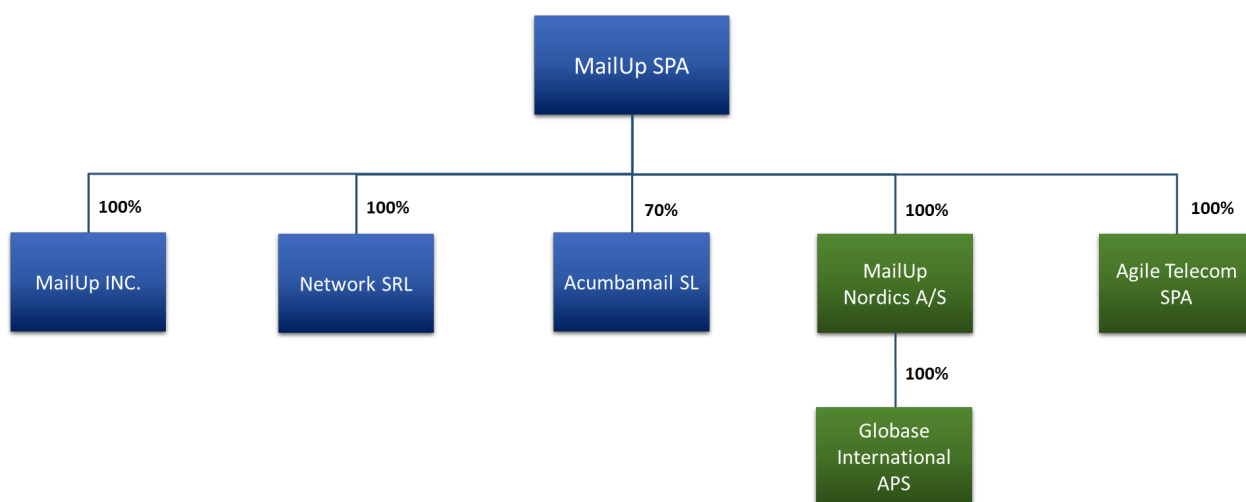 MailUp SPA
100%
100%
70%
100%
100%
MailUp INC.
Network SRL
Acumbamail SL
MailUp
Nordics A/S
Agile Telecom
SPA
100%
Globase
International
APS